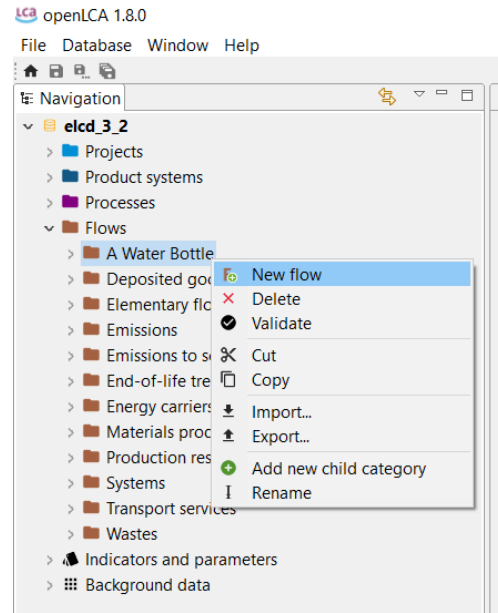 LCA openLCA 1.8.0
File Database Window Help
Navigation
elcd_3_2
Projects
Product systems
Processes
Flows
A Water Bottle
New flow
Deposited goo
Delete
Elementary flo
Validate
Emissions
Emissions to s
Cut
End-of-life tre
Copy
Energy carriers
Import...
Materials prod
Export...
Production res
Add new child category
Systems
Rename
Transport services
Wastes
Indicators and parameters
Background data